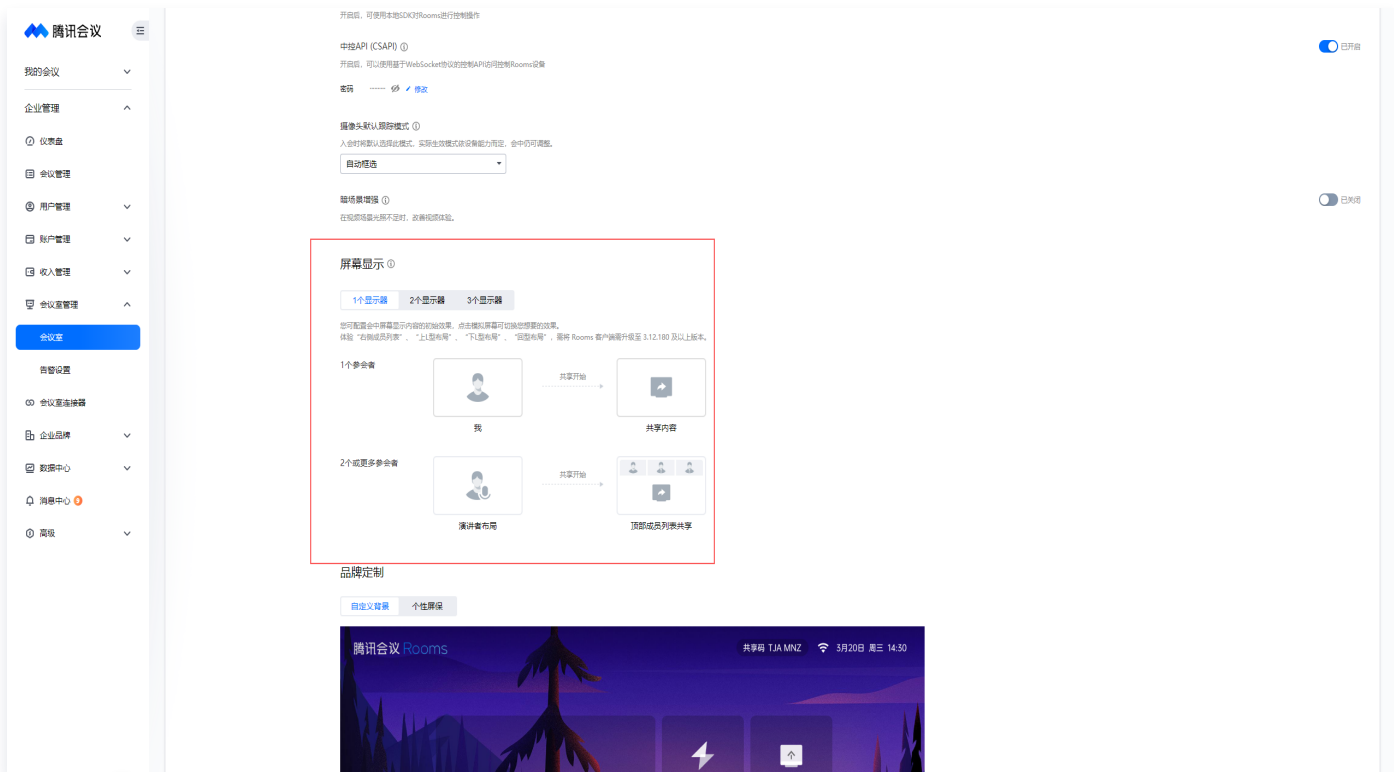 腾讯会议
我的会议
企业管理
仪表盘
会议管理
用户管理
账户管理
收入管理
会议室管理
会议室
告警设置
会议室连接器
企业品牌
数据中心
消息中心
高级
开启后，可使用本地SDK对Rooms进行控制操作
中控API (CSAPI)
已开启
开启后，可以使用基于WebSocket协议的控制API访问控制Rooms设备
密码 ······ 修改
摄像头默认跟踪模式
入会时将默认选择此模式，实际生效模式依设备能力而定，会中仍可调整。
自动框选
暗场景增强
已关闭
在视频场景光照不足时，改善视频体验。
屏幕显示
1个显示器 2个显示器 3个显示器
您可配置会中屏幕显示内容的初始效果，点击模拟屏幕可切换您想要的效果。
体验“右侧成员列表”、“上L型布局”、“下L型布局”、“回型布局”，需将 Rooms 客户端需升级至 3.12.180 及以上版本。
1个参会者
共享开始
我
共享内容
2个或更多参会者
共享开始
演讲者布局
顶部成员列表共享
品牌定制
自定义背景 个性屏保
腾讯会议 Rooms
共享码 TJA MNZ 3月20日 周三 14:30